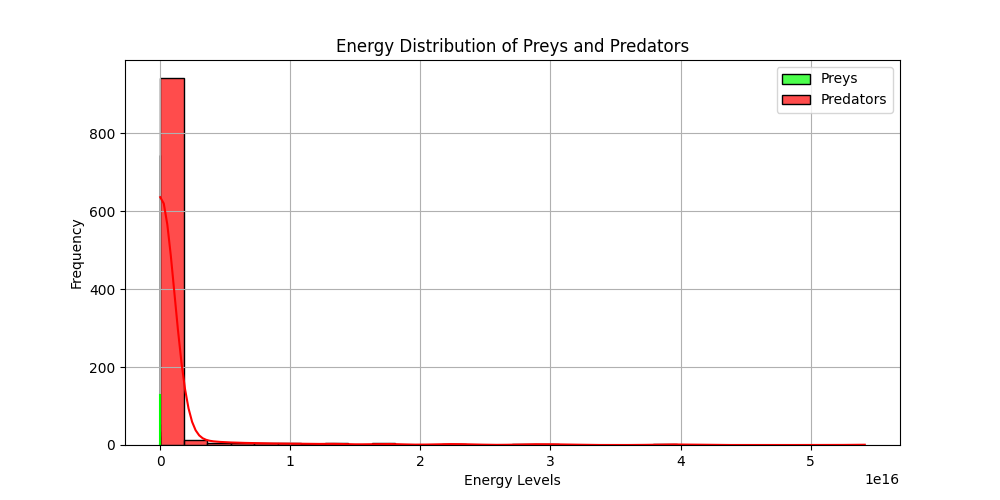 Energy Distribution of Preys and Predators
Preys
Predators
Frequency
800
600
400
200
0
0 1 2 3 4 5
1e16
Energy Levels